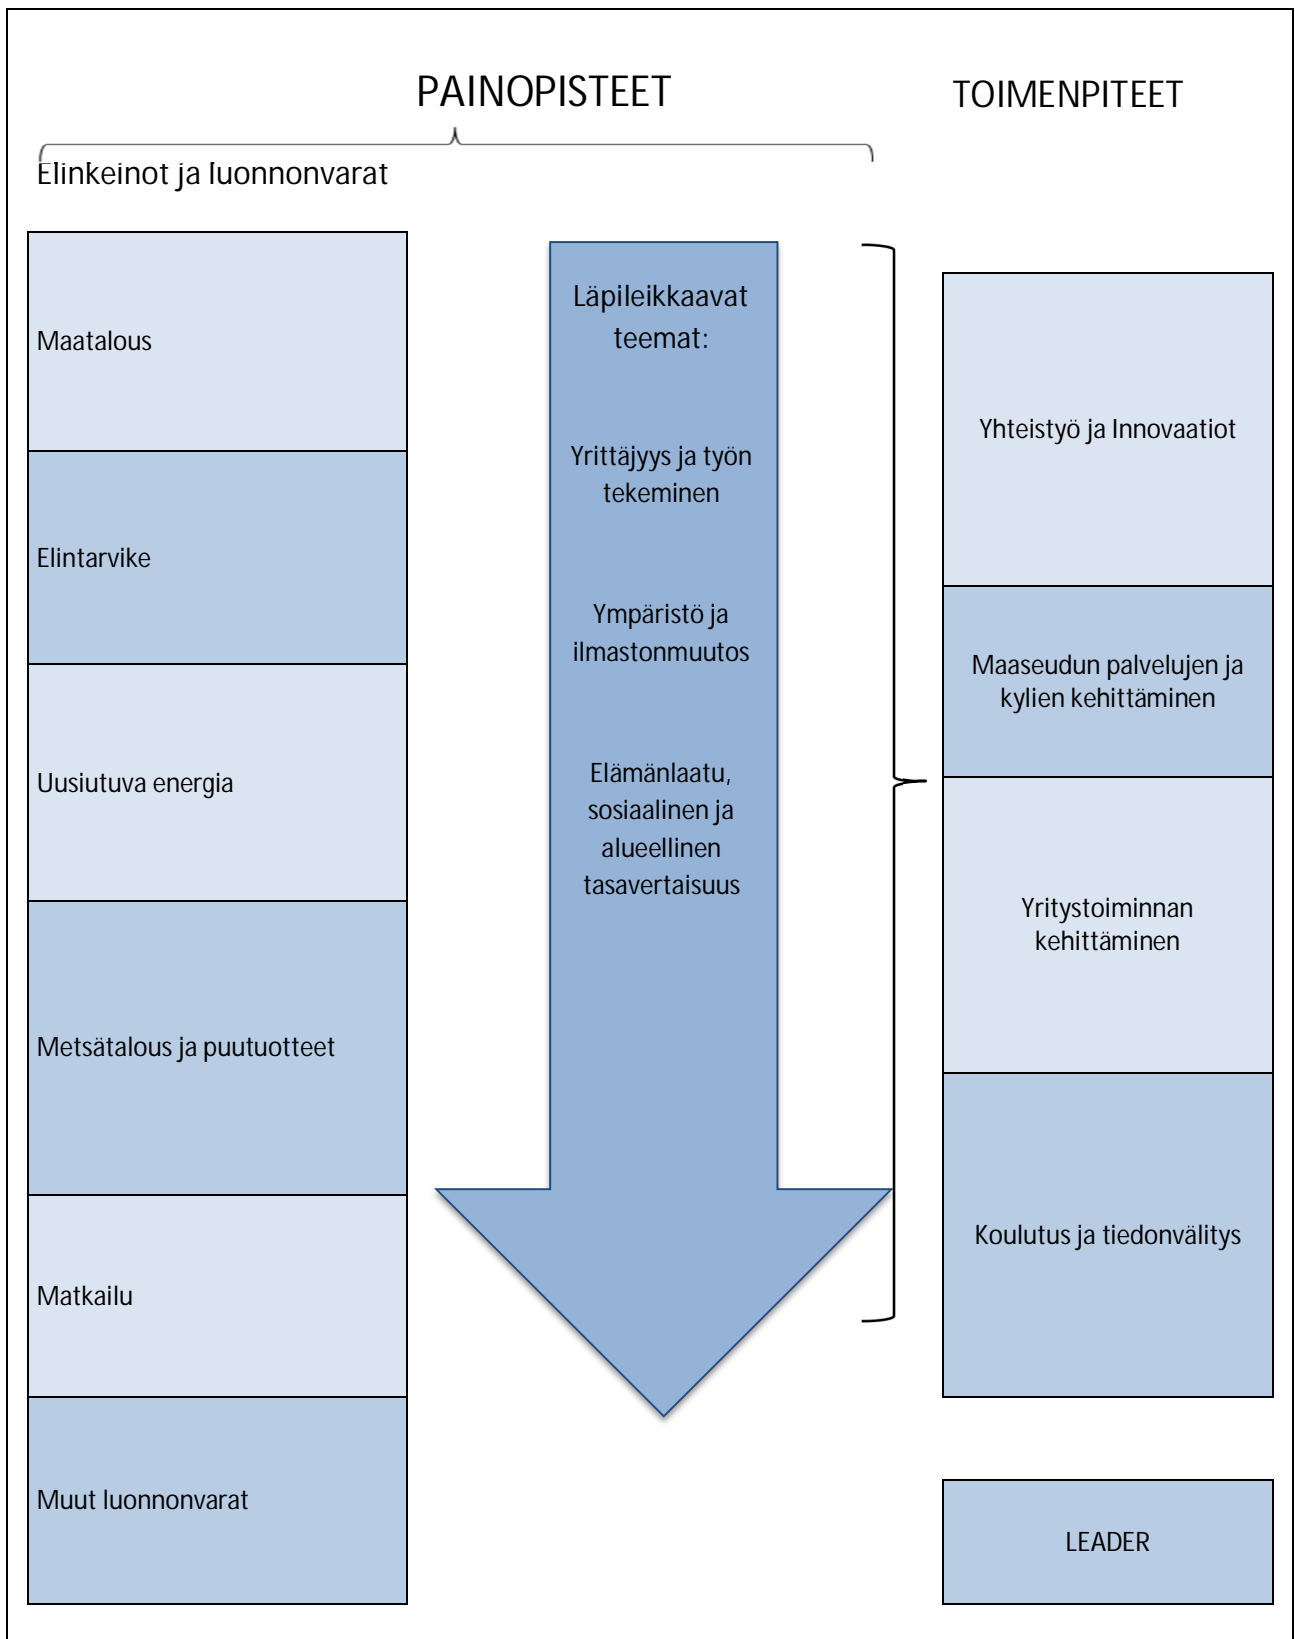 PAINOPISTEET
TOIMENPITEET
Elinkeinot ja luonnonvarat
Maatalous
Elintarvike
Uusiutuva energia
Metsätalous ja puutuotteet
Matkailu
Muut luonnonvarat
Läpileikkaavat
teemat:
Yrittäjyys ja työn
tekeminen
Ympäristö ja
ilmastonmuutos
Elämänlaatu,
sosiaalinen ja
alueellinen
tasavertaisuus
Yhteistyö ja Innovaatiot
Maaseudun palvelujen ja
kylien kehittäminen
Yritystoiminnan
kehittäminen
Koulutus ja tiedonvälitys
LEADER